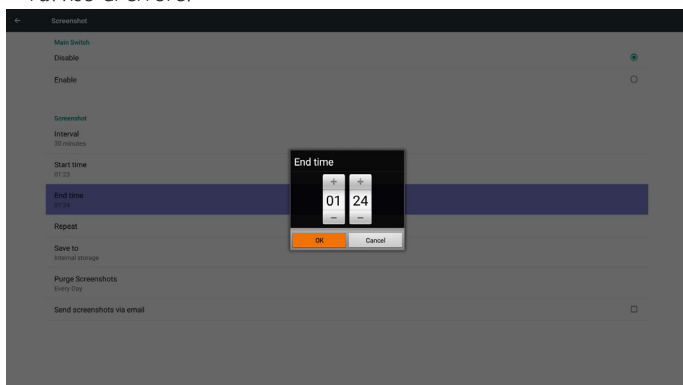 Screenshot
Main Switch
Disable
Enable
Screenshot
Interval
30 minutes
Start time
01:23
End time
01:24
Repeat
Save to
Internal storage
Purge Screenshots
Every Day
Send screenshots via email
End time
+ +
01 24
− −
OK Cancel